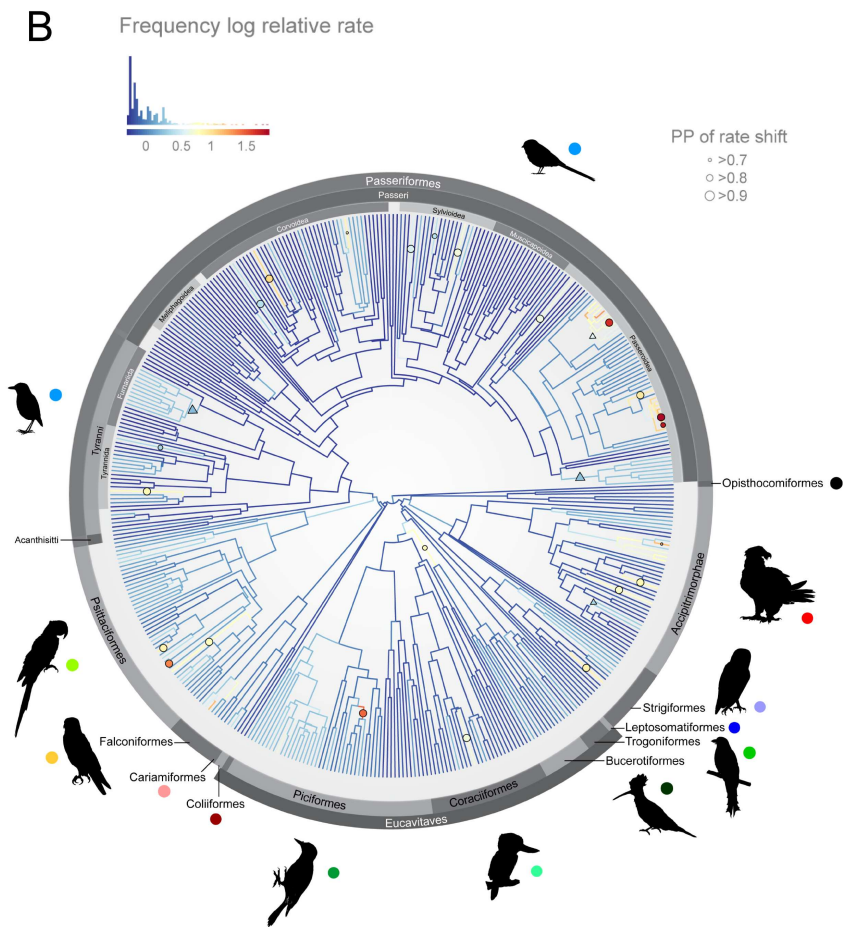 B
Frequency log relative rate
0 0.5 1 1.5
PP of rate shift
>0.7
>0.8
>0.9
Passeriformes
Passeri
Corvoidea
Sylvioidea
Muscicapoidea
Meliphagoidea
Passeroidea
Furnariida
Tyranni
Tyrannida
Opisthocomiformes
Acanthisitti
Accipitrimorphae
Psittaciformes
Strigiformes
Leptosomatiformes
Falconiformes
Trogoniformes
Bucerotiformes
Cariamiformes
Coliiformes
Piciformes
Coraciiformes
Eucavitaves